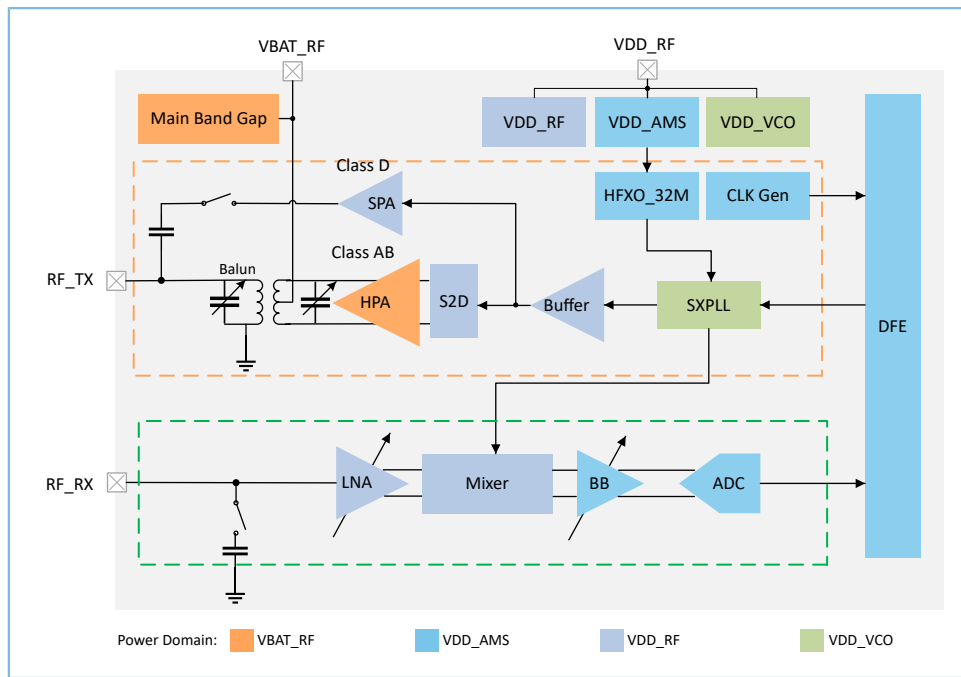 VBAT_RF
VDD_RF
Main Band Gap
VDD_RF
VDD_AMS
VDD_VCO
Class D
SPA
HFXO_32M
CLK Gen
Class AB
RF_TX
Balun
HPA
S2D
Buffer
SXPLL
DFE
RF_RX
LNA
Mixer
BB
ADC
Power Domain:
VBAT_RF
VDD_AMS
VDD_RF
VDD_VCO